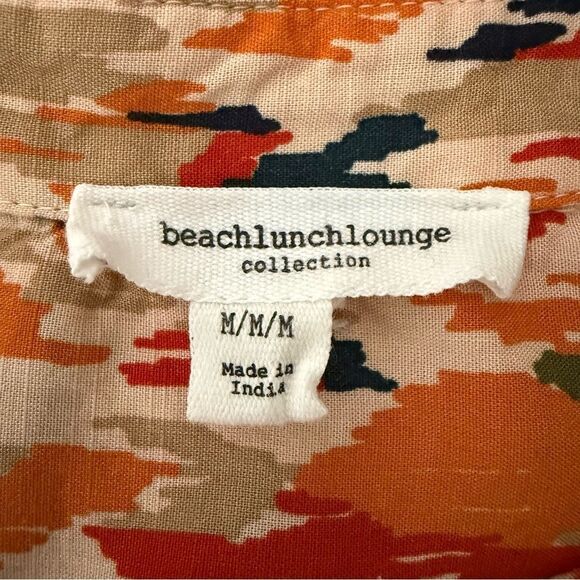 beachlunchlounge
collection
M/M/M
Made in
India